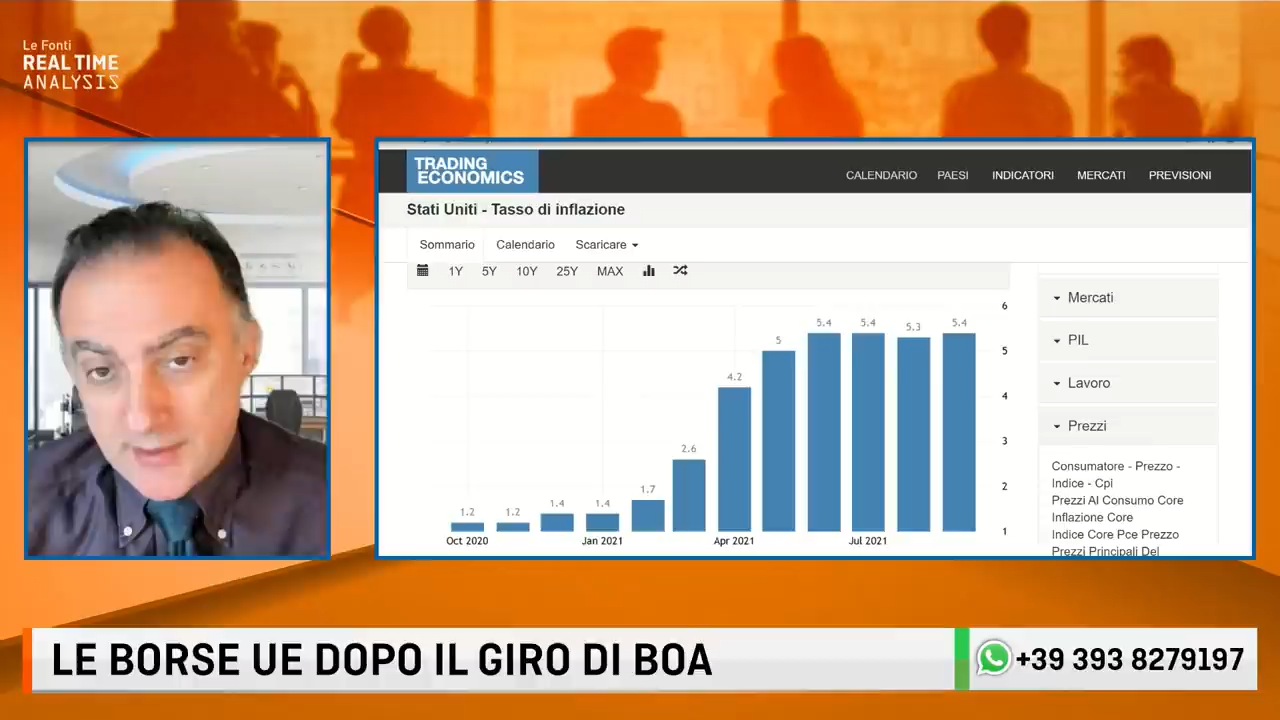 Le Fonti
REAL TIME
ANALYSIS
TRADING
ECONOMICS
CALENDARIO PAESI INDICATORI MERCATI PREVISIONI
Stati Uniti - Tasso di inflazione
Sommario Calendario Scaricare
1Y 5Y 10Y 25Y MAX
Mercati
PIL
Lavoro
Prezzi
Consumatore - Prezzo -
Indice - Cpi
Prezzi Al Consumo Core
Inflazione Core
Indice Core Pce Prezzo
Prezzi Principali Del
1.2 1.2 1.4 1.4 1.7 2.6 4.2 5 5.4 5.4 5.3 5.4
6
5
4
3
2
1
Oct 2020 Jan 2021 Apr 2021 Jul 2021
LE BORSE UE DOPO IL GIRO DI BOA
+39 393 8279197